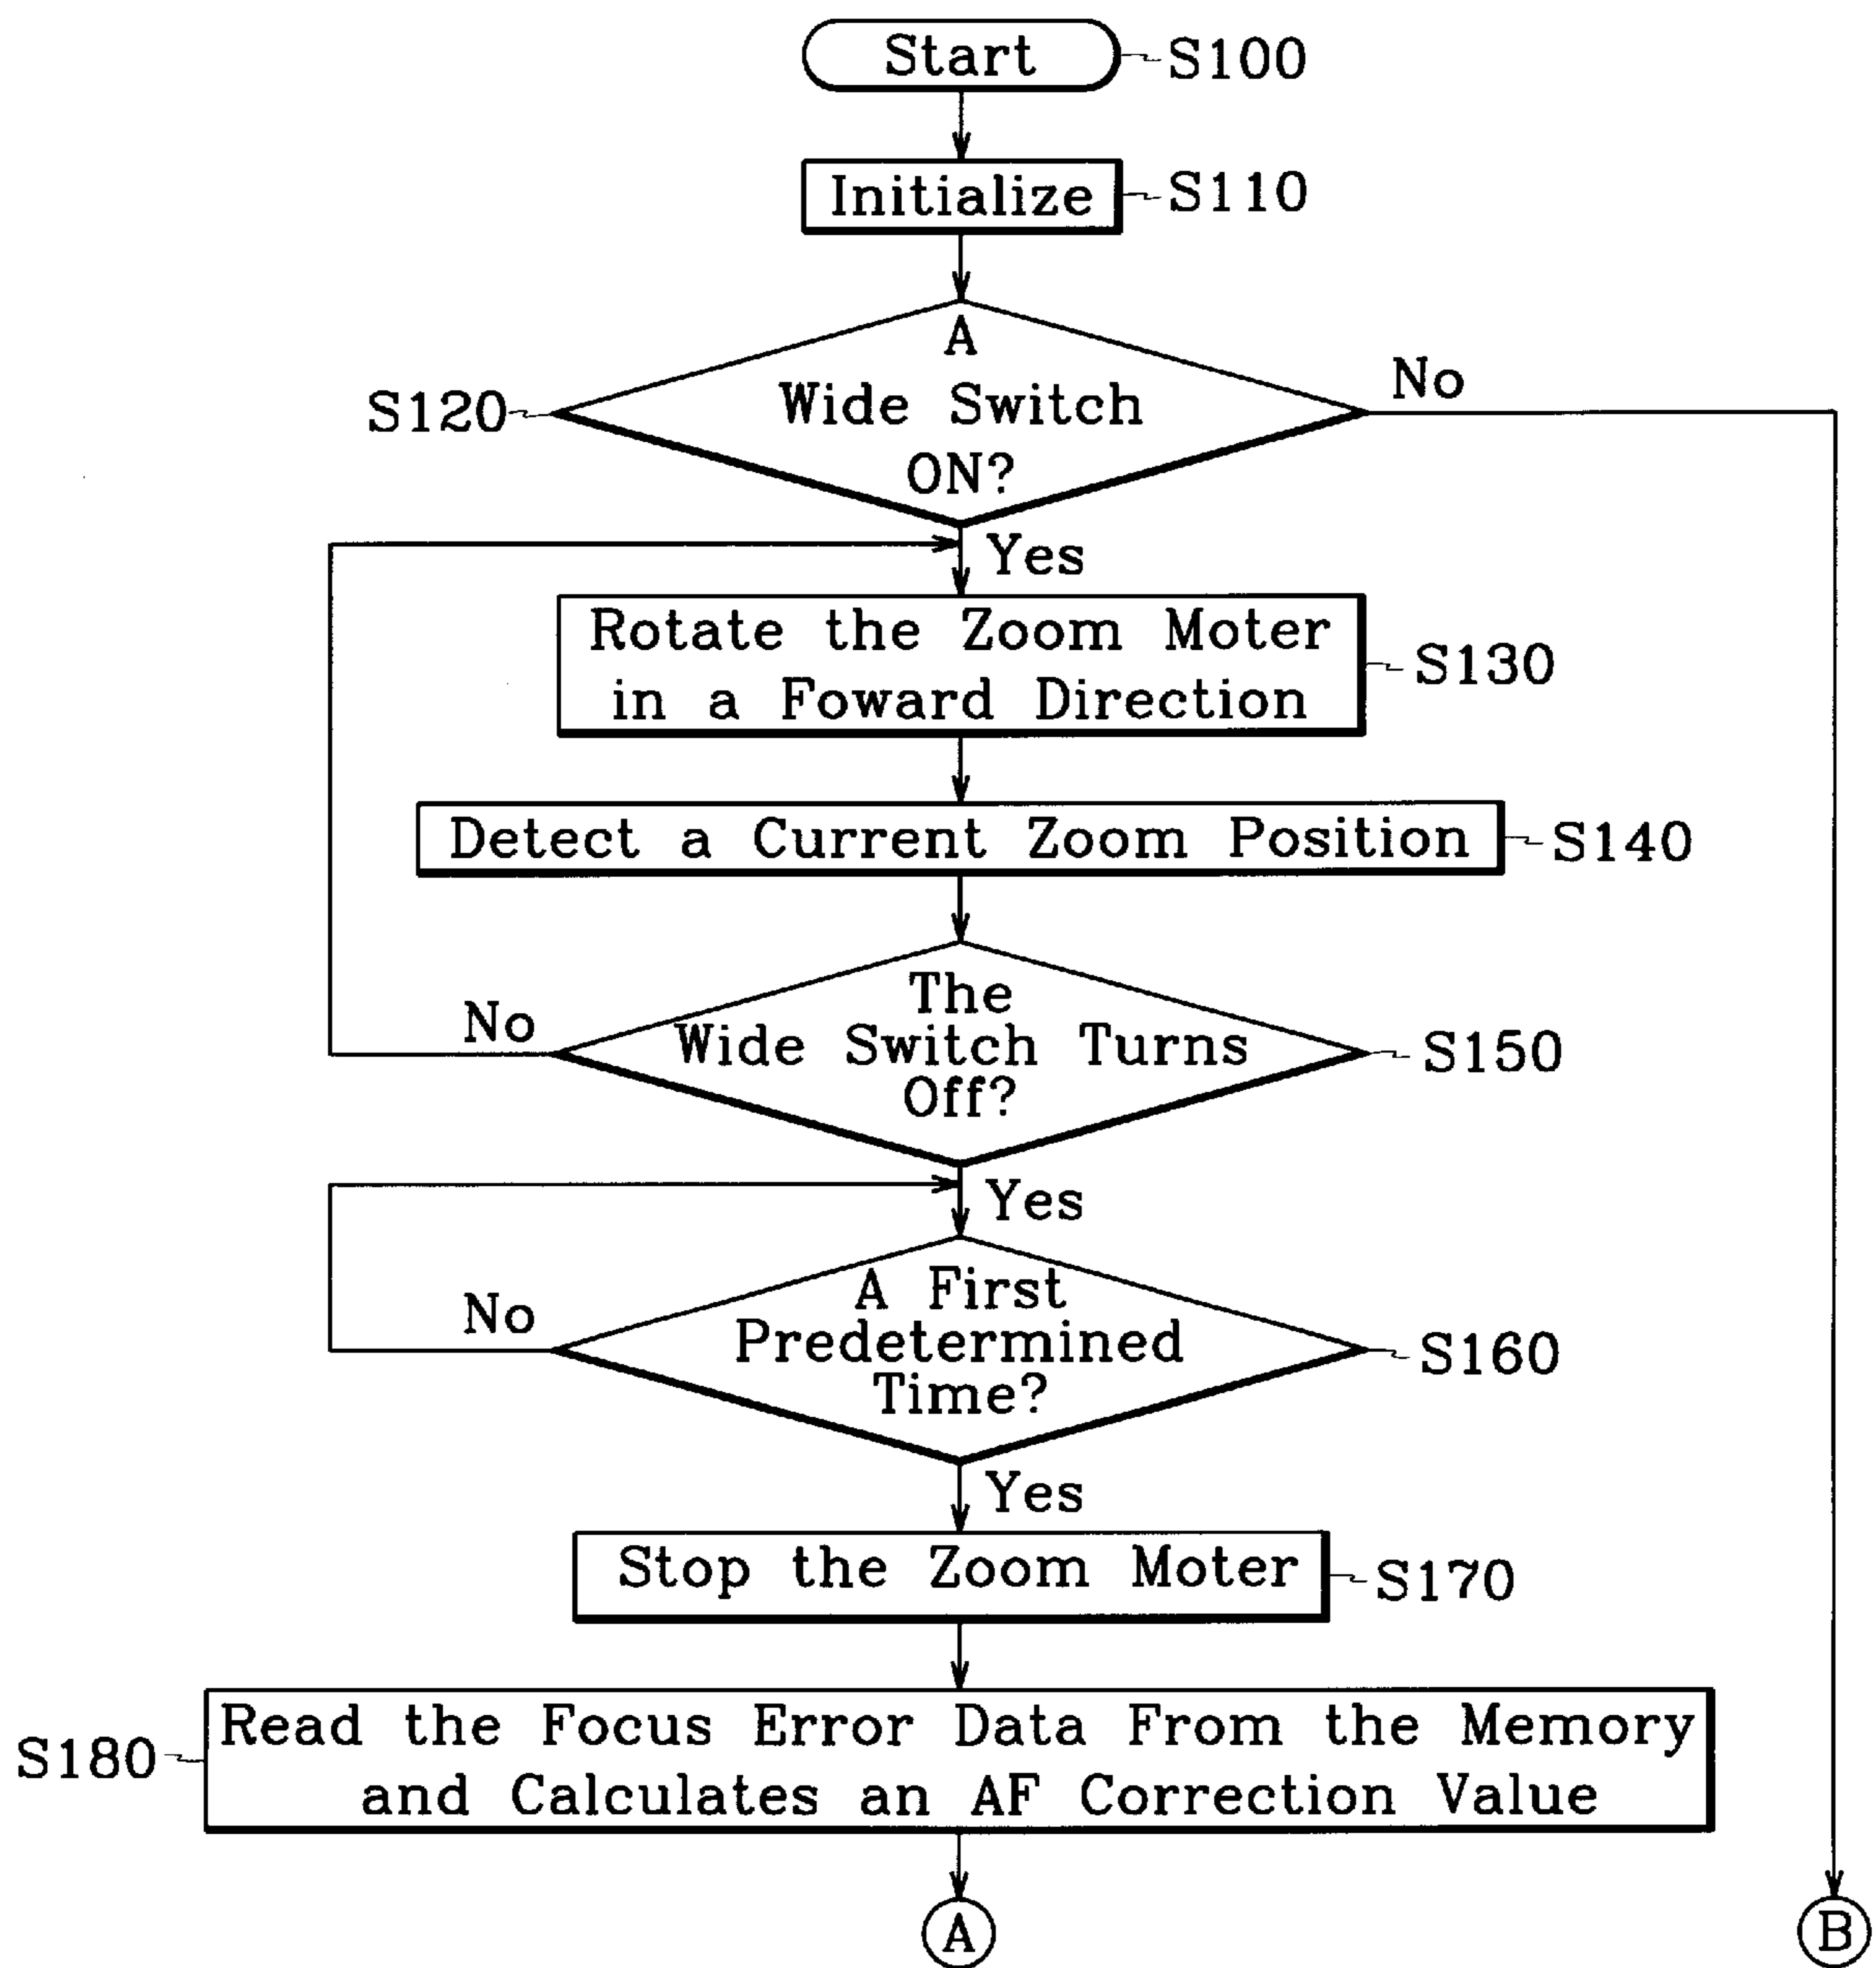 Start
S100
Initialize
S110
A
Wide Switch
ON?
S120
No
Yes
Rotate the Zoom Moter
in a Foward Direction
S130
Detect a Current Zoom Position
S140
The
Wide Switch Turns
Off?
No
S150
Yes
A First
Predetermined
Time?
No
S160
Yes
Stop the Zoom Moter
S170
Read the Focus Error Data From the Memory
and Calculates an AF Correction Value
S180
A
B